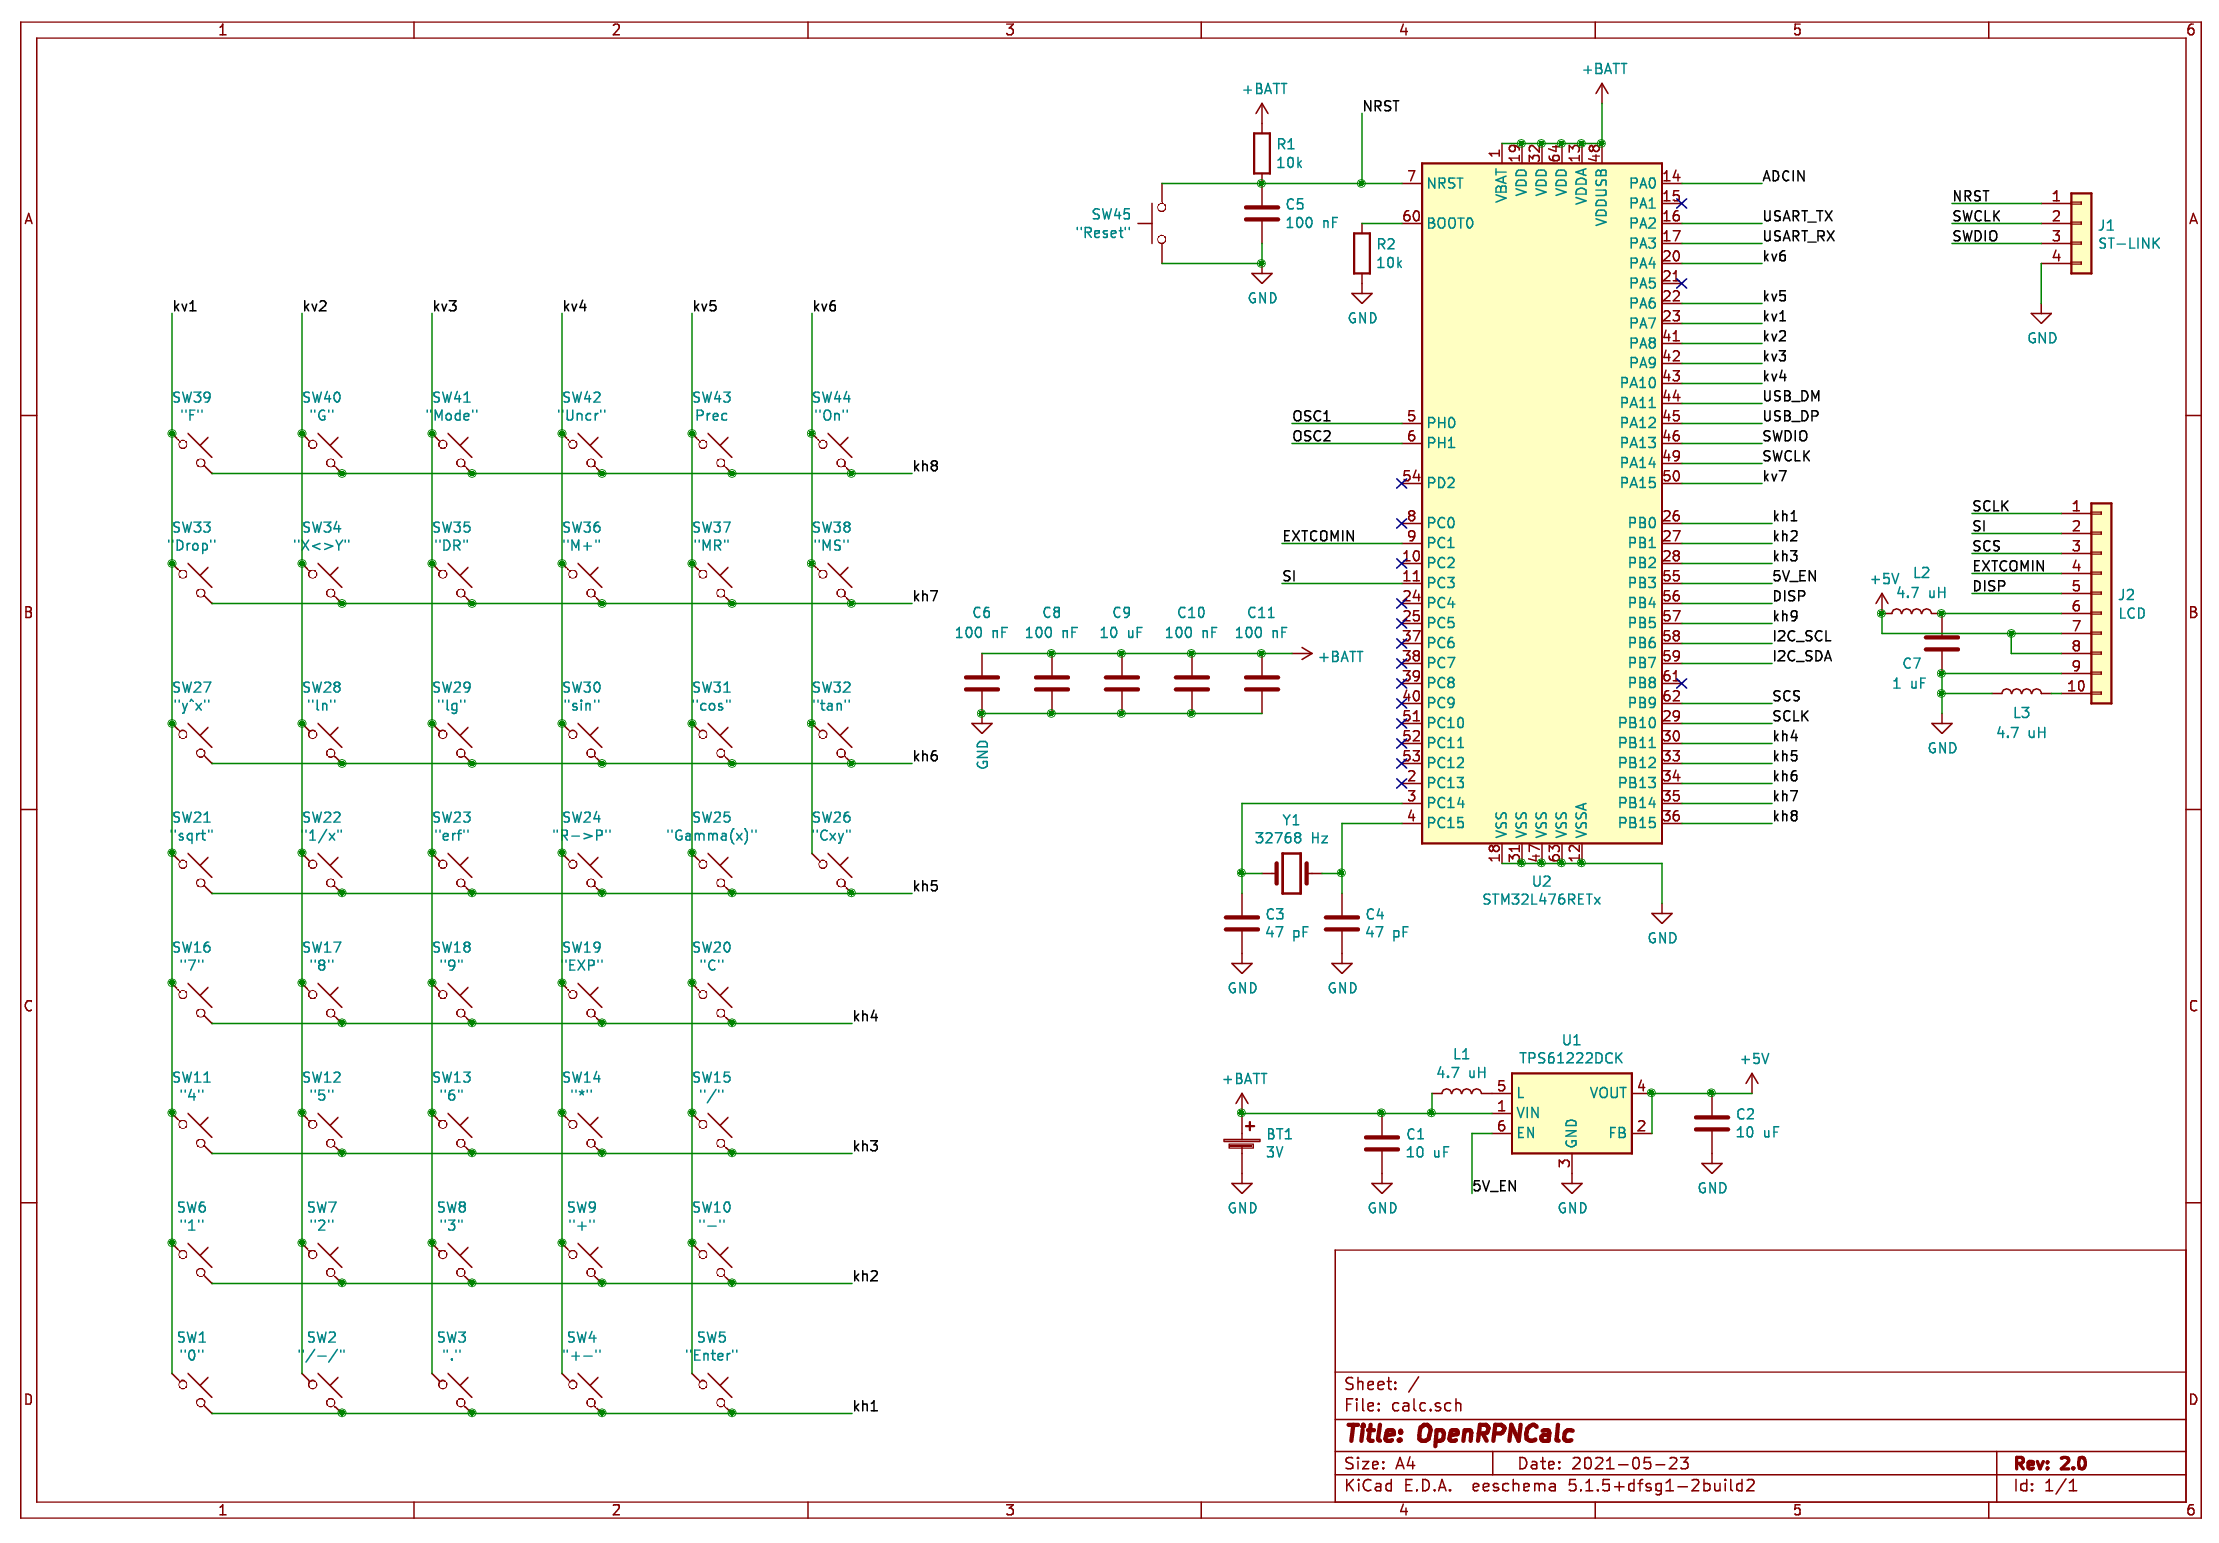 1 2 3 4 5 6
A
B
C
D
kv1 kv2 kv3 kv4 kv5 kv6
SW39 SW40 SW41 SW42 SW43 SW44
"F" "G" "Mode" "Uncr" Prec "On"
kh8
SW33 SW34 SW35 SW36 SW37 SW38
"Drop" "X<>Y" "DR" "M+" "MR" "MS"
kh7
SW27 SW28 SW29 SW30 SW31 SW32
"y^x" "ln" "lg" "sin" "cos" "tan"
kh6
SW21 SW22 SW23 SW24 SW25 SW26
"sqrt" "1/x" "erf" "R->P" "Gamma(x)" "Cxy"
kh5
SW16 SW17 SW18 SW19 SW20
"7" "8" "9" "EXP" "C"
kh4
SW11 SW12 SW13 SW14 SW15
"4" "5" "6" "*" "/"
kh3
SW6 SW7 SW8 SW9 SW10
"1" "2" "3" "+" "-"
kh2
SW1 SW2 SW3 SW4 SW5
"0" "/-/" "." "+-" "Enter"
kh1
+BATT
R1
10k
NRST
SW45
"Reset"
C5
100 nF
GND
R2
10k
GND
+BATT
1 19 32 64 13 48
VBAT VDD VDD VDD VDDA VDDUSB
7 NRST
60 BOOT0
OSC1 5 PH0
OSC2 6 PH1
54 PD2
8 PC0
EXTCOMIN 9 PC1
10 PC2
SI 11 PC3
24 PC4
25 PC5
37 PC6
38 PC7
39 PC8
40 PC9
51 PC10
52 PC11
53 PC12
2 PC13
3 PC14
4 PC15
PA0 14 ADCIN
PA1 15
PA2 16 USART_TX
PA3 17 USART_RX
PA4 20 kv6
PA5 21
PA6 22 kv5
PA7 23 kv1
PA8 41 kv2
PA9 42 kv3
PA10 43 kv4
PA11 44 USB_DM
PA12 45 USB_DP
PA13 46 SWDIO
PA14 49 SWCLK
PA15 50 kv7
PB0 26 kh1
PB1 27 kh2
PB2 28 kh3
PB3 55 5V_EN
PB4 56 DISP
PB5 57 kh9
PB6 58 I2C_SCL
PB7 59 I2C_SDA
PB8 61
PB9 62 SCS
PB10 29 SCLK
PB11 30 kh4
PB12 33 kh5
PB13 34 kh6
PB14 35 kh7
PB15 36 kh8
VSS VSS VSS VSS VSSA
18 31 47 63 12
U2
STM32L476RETx
GND
C6 C8 C9 C10 C11
100 nF 100 nF 10 uF 100 nF 100 nF
+BATT
GND
Y1
32768 Hz
C3
47 pF
C4
47 pF
GND GND
NRST 1
SWCLK 2
SWDIO 3
4
J1
ST-LINK
GND
SCLK 1
SI 2
SCS 3
EXTCOMIN 4
DISP 5
6
7
8
9
10
J2
LCD
+5V
L2
4.7 uH
C7
1 uF
L3
4.7 uH
GND
+BATT
BT1
3V
+
GND
C1
10 uF
GND
L1
4.7 uH
5V_EN
U1
TPS61222DCK
5 L
1 VIN
6 EN
VOUT 4
FB 2
GND
3
GND
+5V
C2
10 uF
GND
Sheet: /
File: calc.sch
Title: OpenRPNCalc
Size: A4 Date: 2021-05-23 Rev: 2.0
KiCad E.D.A. eeschema 5.1.5+dfsg1-2build2 Id: 1/1
A
B
C
D
1 2 3 4 5 6